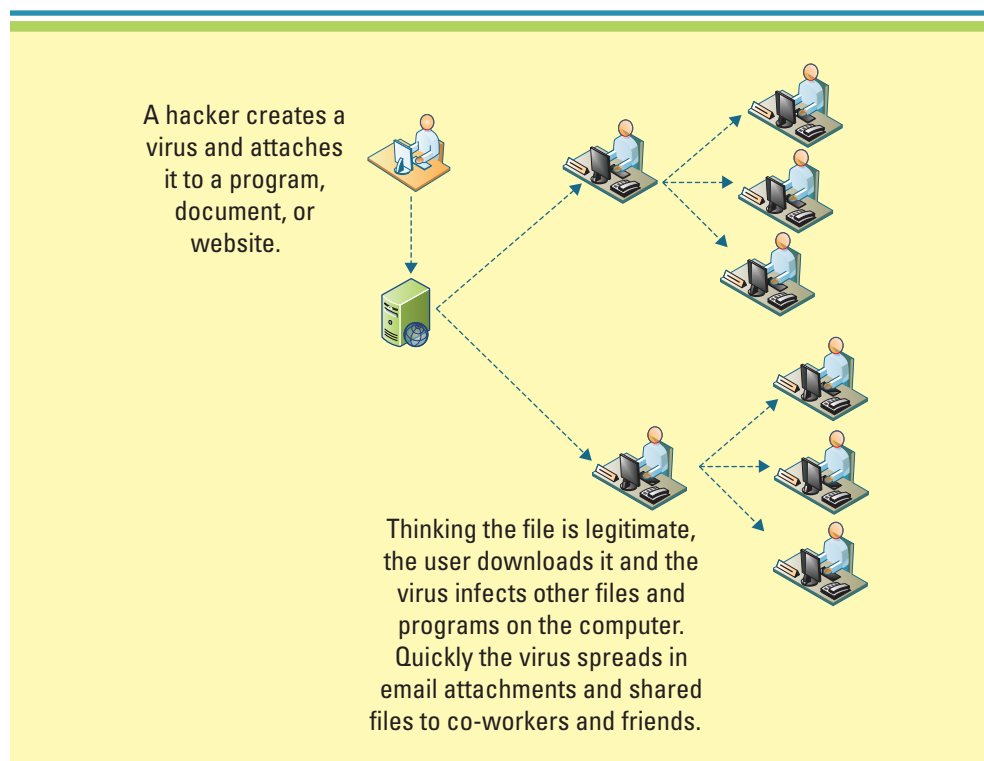 A hacker creates a
virus and attaches
it to a program,
document, or
website.
Thinking the file is legitimate,
the user downloads it and the
virus infects other files and
programs on the computer.
Quickly the virus spreads in
email attachments and shared
files to co-workers and friends.